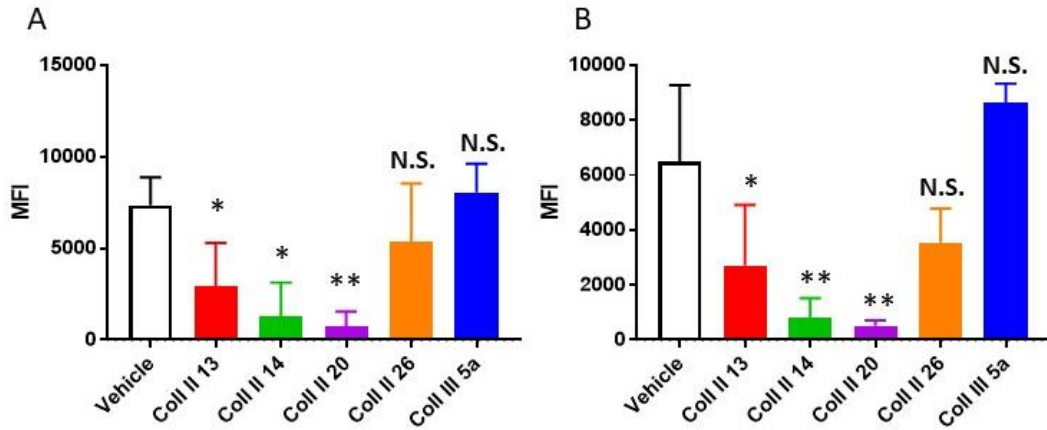 A
15000
10000
5000
0
MFI
*
*
**
N.S.
N.S.
Vehicle
Coll II 13
Coll II 14
Coll II 20
Coll II 26
Coll III 5a
B
10000
8000
6000
4000
2000
0
MFI
*
**
**
N.S.
N.S.
Vehicle
Coll II 13
Coll II 14
Coll II 20
Coll II 26
Col III 5a